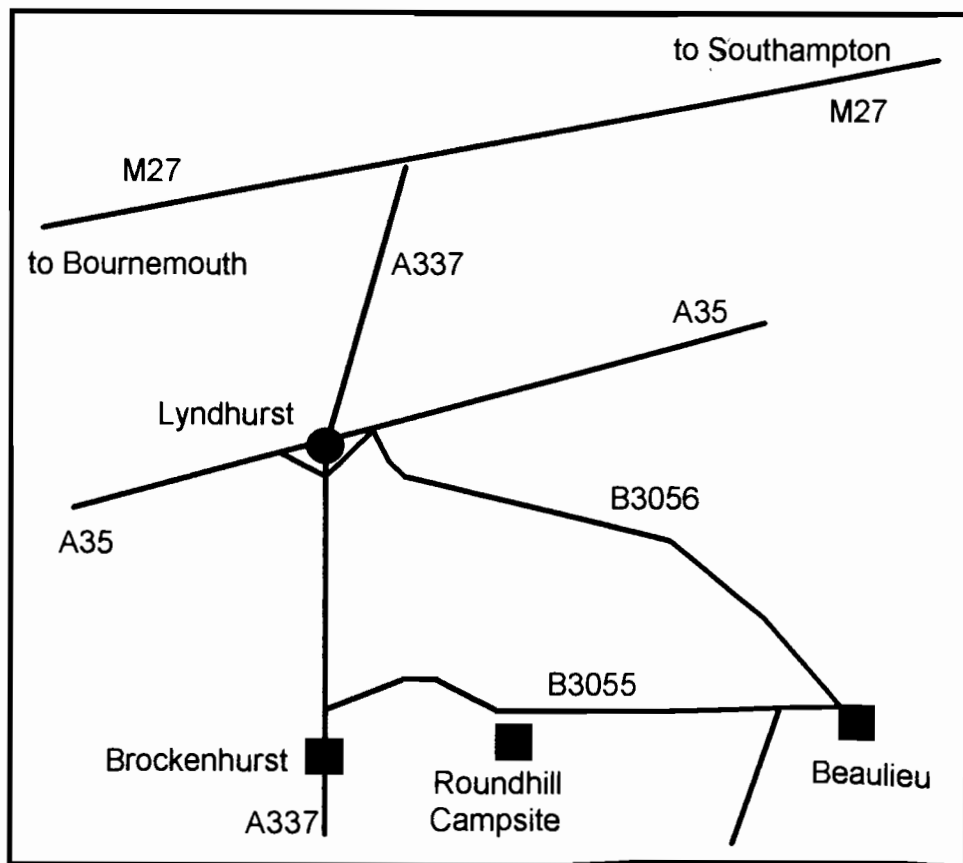 to Southampton
M27
M27
to Bournemouth
A337
A35
Lyndhurst
B3056
A35
B3055
Brockenhurst
Roundhill
Campsite
Beaulieu
A337